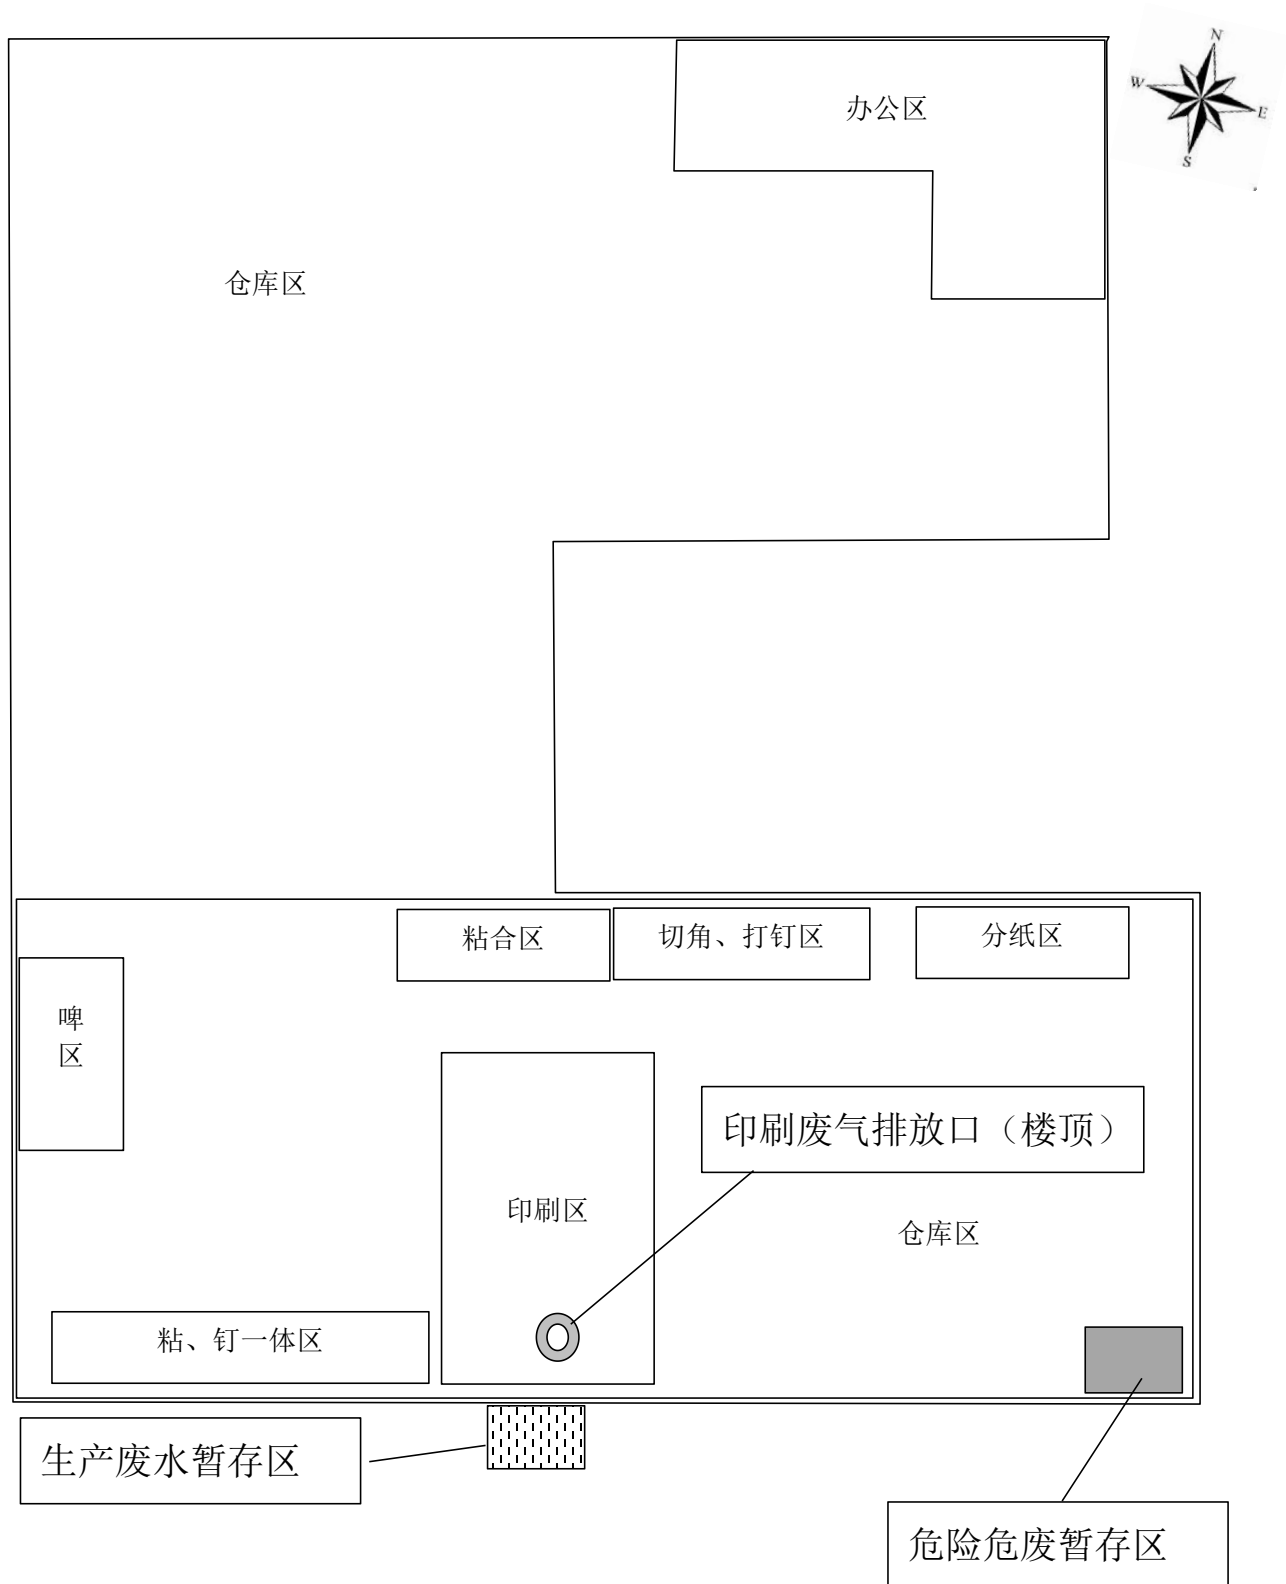 N
W
E
S
办公区
仓库区
粘合区
切角、打钉区
分纸区
啤
区
印刷废气排放口（楼顶）
印刷区
仓库区
粘、钉一体区
生产废水暂存区
危险危废暂存区